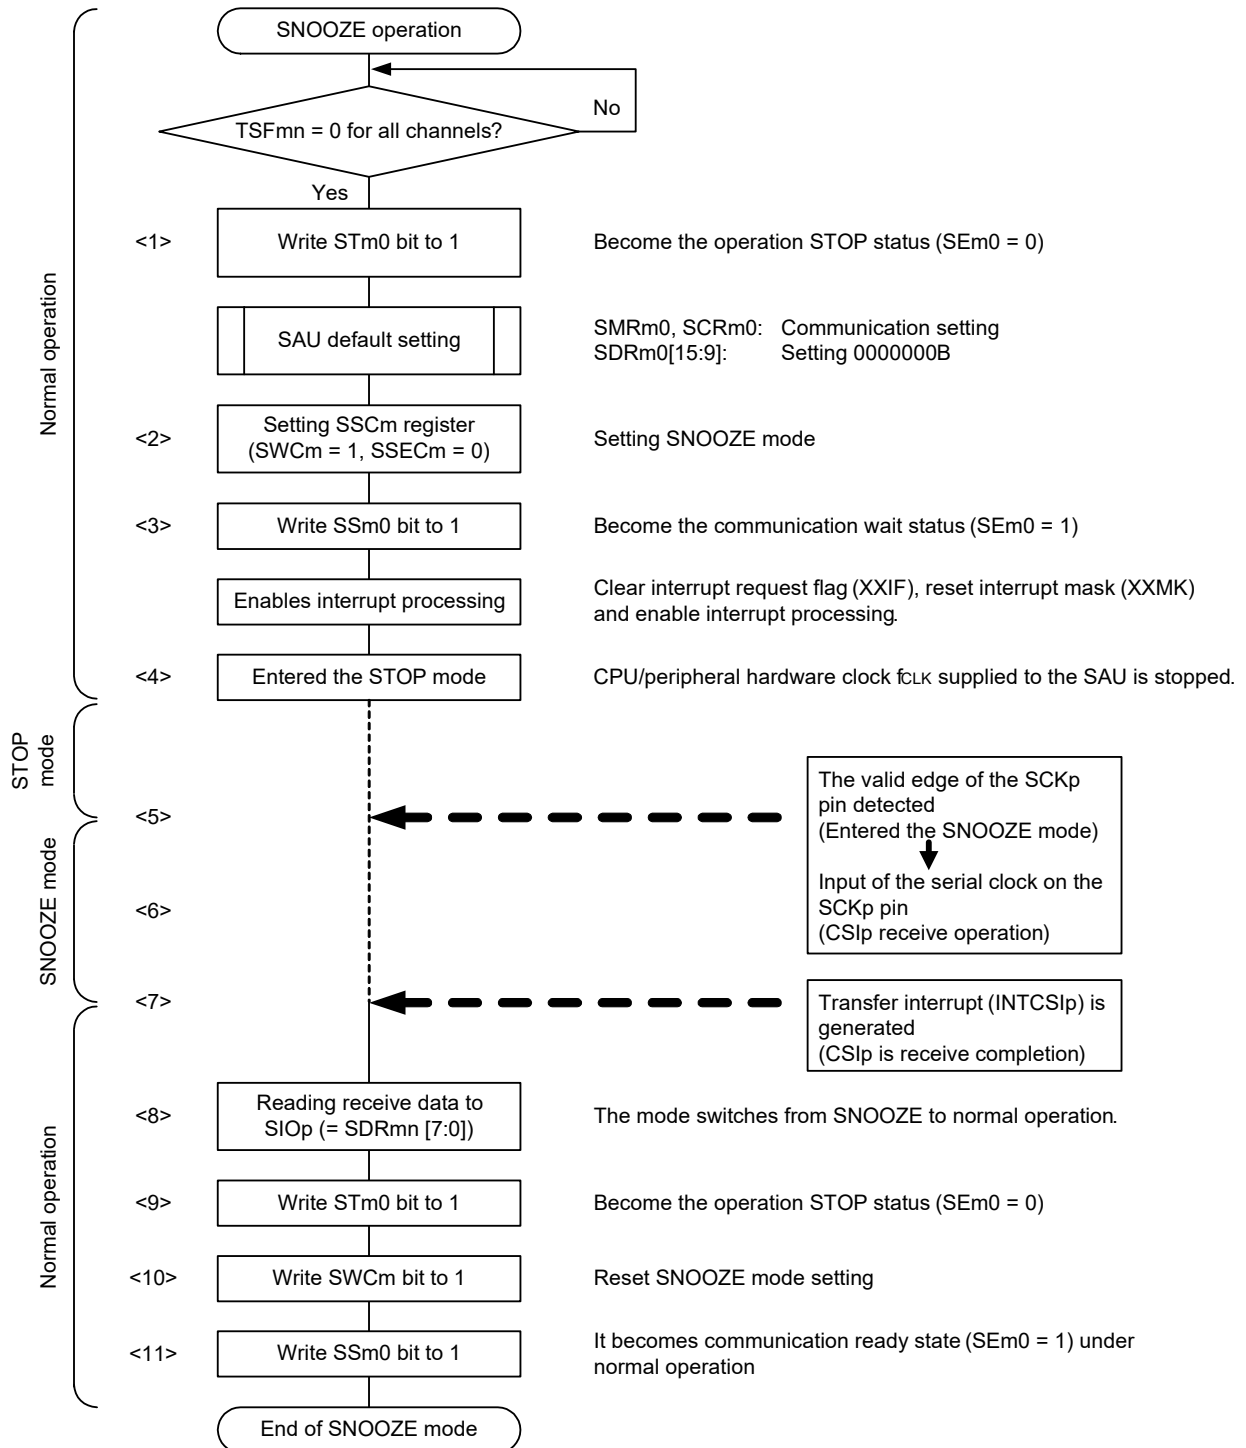 SNOOZE operation
No
TSFmn = 0 for all channels?
Yes
<1> Write STm0 bit to 1 Become the operation STOP status (SEm0 = 0)
SAU default setting
SMRm0, SCRm0: Communication setting
SDRm0[15:9]: Setting 0000000B
Normal operation
<2> Setting SSCm register
(SWCm = 1, SSECm = 0)
Setting SNOOZE mode
<3> Write SSm0 bit to 1 Become the communication wait status (SEm0 = 1)
Enables interrupt processing
Clear interrupt request flag (XXIF), reset interrupt mask (XXMK)
and enable interrupt processing.
<4> Entered the STOP mode CPU/peripheral hardware clock fCLK supplied to the SAU is stopped.
STOP
mode
<5>
The valid edge of the SCKp
pin detected
(Entered the SNOOZE mode)
Input of the serial clock on the
SCKp pin
(CSIp receive operation)
SNOOZE mode
<6>
<7>
Transfer interrupt (INTCSIp) is
generated
(CSIp is receive completion)
<8> Reading receive data to
SIOp (= SDRmn [7:0])
The mode switches from SNOOZE to normal operation.
Normal operation
<9> Write STm0 bit to 1 Become the operation STOP status (SEm0 = 0)
<10> Write SWCm bit to 1 Reset SNOOZE mode setting
<11> Write SSm0 bit to 1
It becomes communication ready state (SEm0 = 1) under
normal operation
End of SNOOZE mode